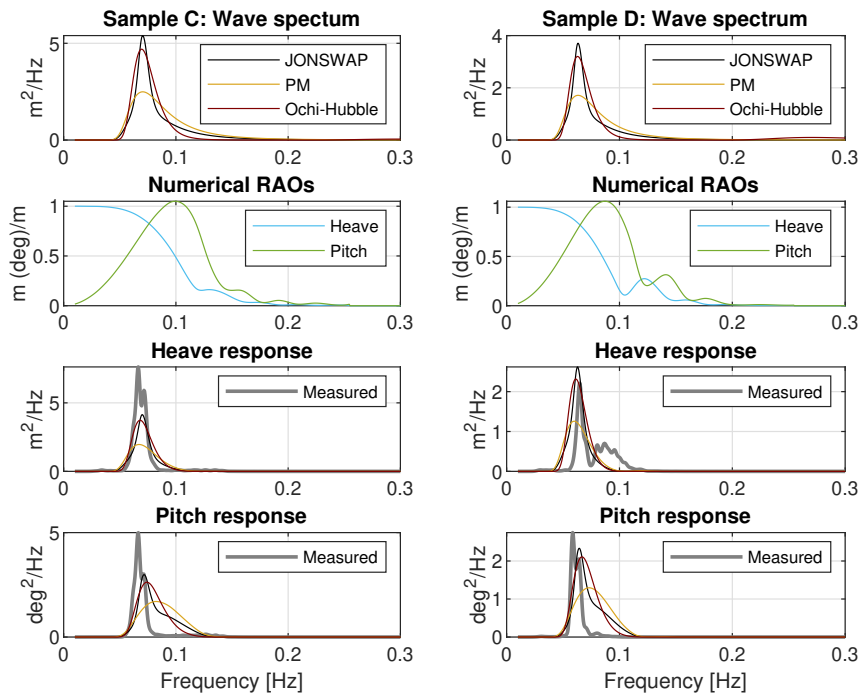 Sample C: Wave spectum
m²/Hz
5
0
0
0.1
0.2
0.3
JONSWAP
PM
Ochi-Hubble
Numerical RAOs
m (deg)/m
1
0.5
0
0
0.1
0.2
0.3
Heave
Pitch
Heave response
m²/Hz
5
0
0
0.1
0.2
0.3
Measured
Pitch response
deg²/Hz
5
0
0
0.1
0.2
0.3
Measured
Frequency [Hz]
Sample D: Wave spectrum
m²/Hz
4
2
0
0
0.1
0.2
0.3
JONSWAP
PM
Ochi-Hubble
Numerical RAOs
m (deg)/m
1
0.5
0
0
0.1
0.2
0.3
Heave
Pitch
Heave response
m²/Hz
2
1
0
0
0.1
0.2
0.3
Measured
Pitch response
deg²/Hz
2
1
0
0
0.1
0.2
0.3
Measured
Frequency [Hz]